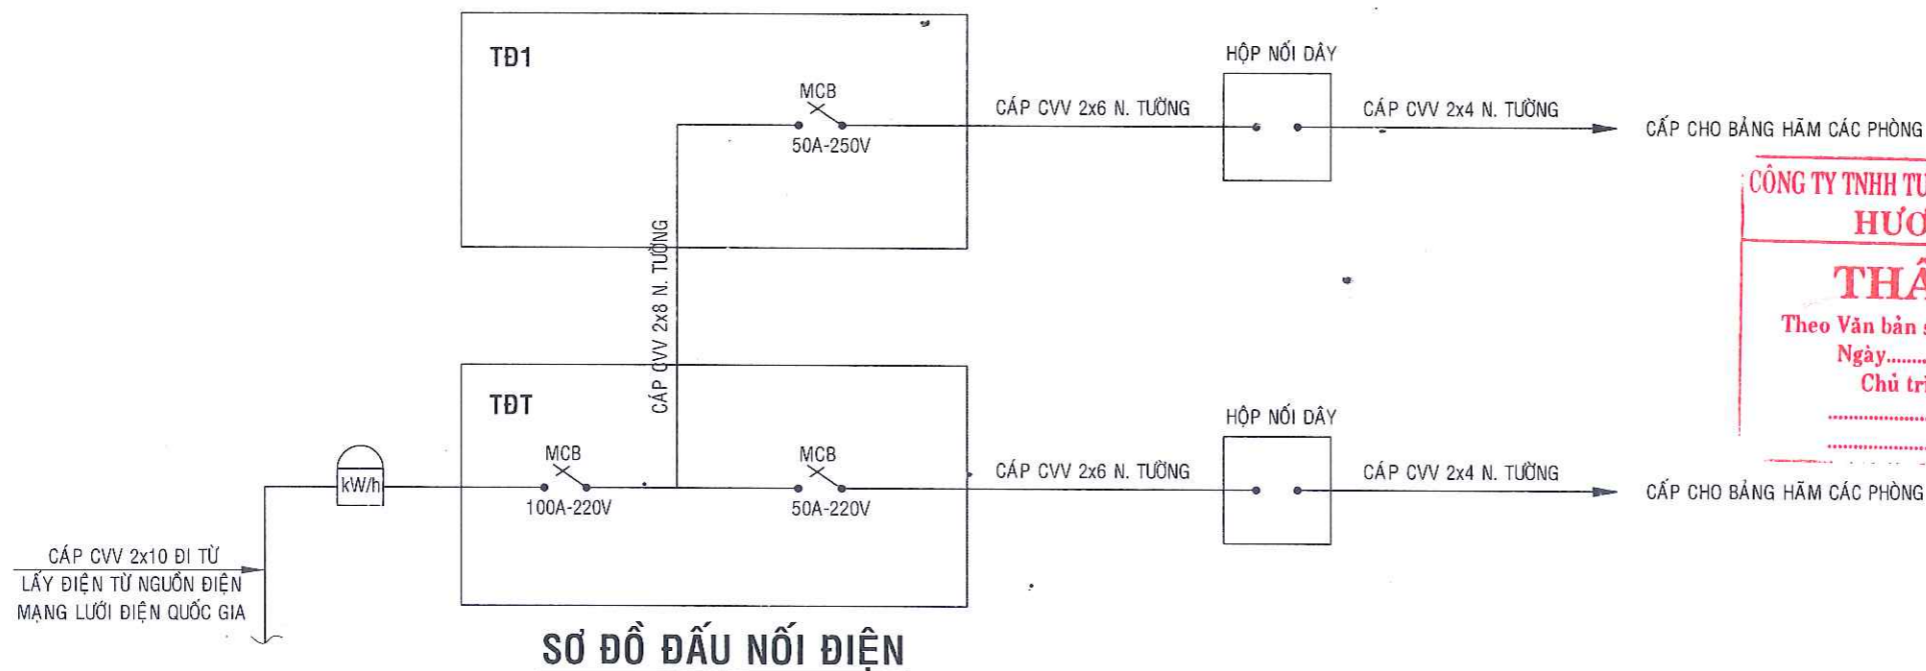 TĐ1
MCB
50A-250V
CÁP CVV 2x6 N. TƯỜNG
HỘP NỐI DÂY
CÁP CVV 2x4 N. TƯỜNG
CẤP CHO BẢNG HÃM CÁC PHÒNG
CÔNG TY TNHH
HƯƠ
THẨ
Theo Văn bản s
Ngày.........
Chủ trì
....................
....................
CÁP CVV 2x8 N. TƯỜNG
TĐT
kW/h
MCB
100A-220V
MCB
50A-220V
CÁP CVV 2x6 N. TƯỜNG
HỘP NỐI DÂY
CÁP CVV 2x4 N. TƯỜNG
CẤP CHO BẢNG HÃM CÁC PHÒNG
CÁP CVV 2x10 ĐI TỪ
LẤY ĐIỆN TỪ NGUỒN ĐIỆN
MẠNG LƯỚI ĐIỆN QUỐC GIA
SƠ ĐỒ ĐẤU NỐI ĐIỆN